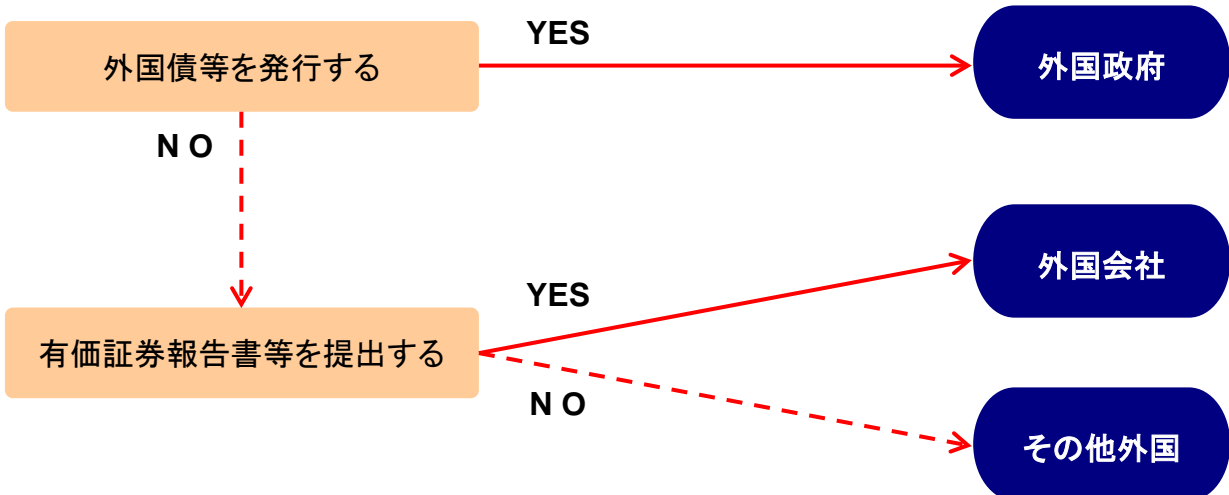 外国債等を発行する
YES
外国政府
N O
外国会社
YES
有価証券報告書等を提出する
N O
その他外国